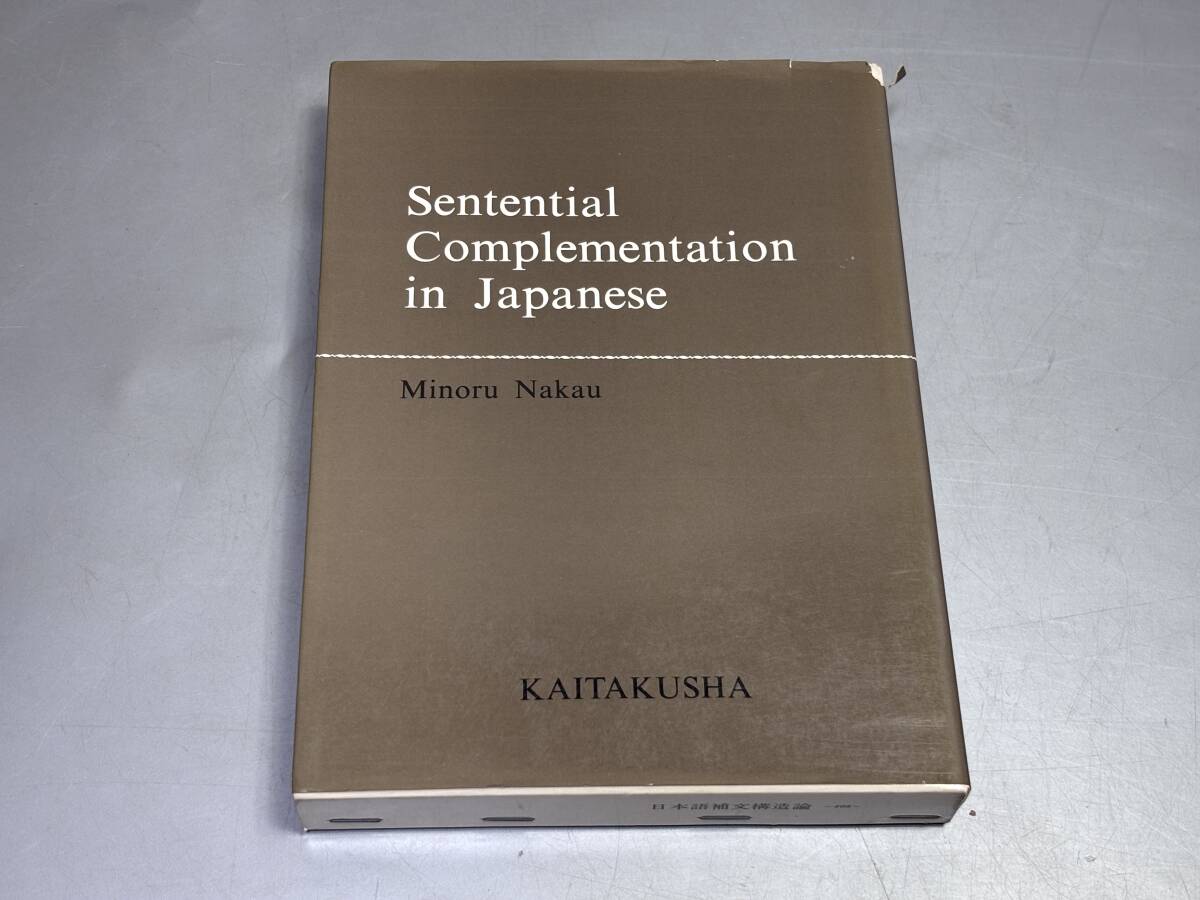 Sentential
Complementation
in Japanese
Minoru Nakau
KAITAKUSHA
日本語補文構造論